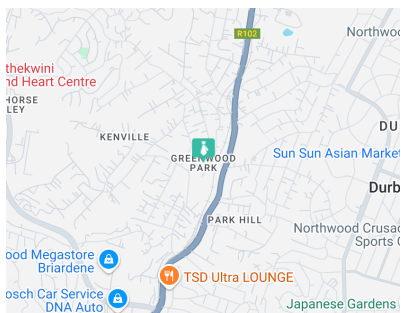 R102
Northwoo
thekwini
nd Heart Centre
HORSE
LEY
KENVILLE
DU
GREENWOOD
PARK
Sun Sun Asian Market
Durb
PARK HILL
Northwood Crusad
Sports C
ood Megastore
Briardene
TSD Ultra LOUNGE
osch Car Service
DNA Auto
Japanese Gardens